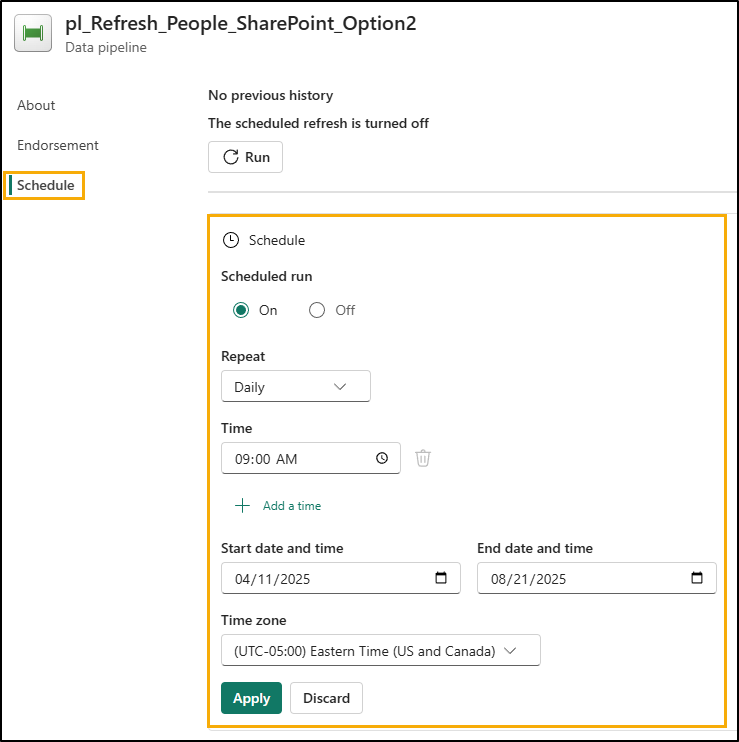 pl_Refresh_People_SharePoint_Option2
Data pipeline
About
Endorsement
Schedule
No previous history
The scheduled refresh is turned off
Run
Schedule
Scheduled run
On Off
Repeat
Daily
Time
09:00 AM
Add a time
Start date and time End date and time
04/11/2025 08/21/2025
Time zone
(UTC-05:00) Eastern Time (US and Canada)
Apply Discard